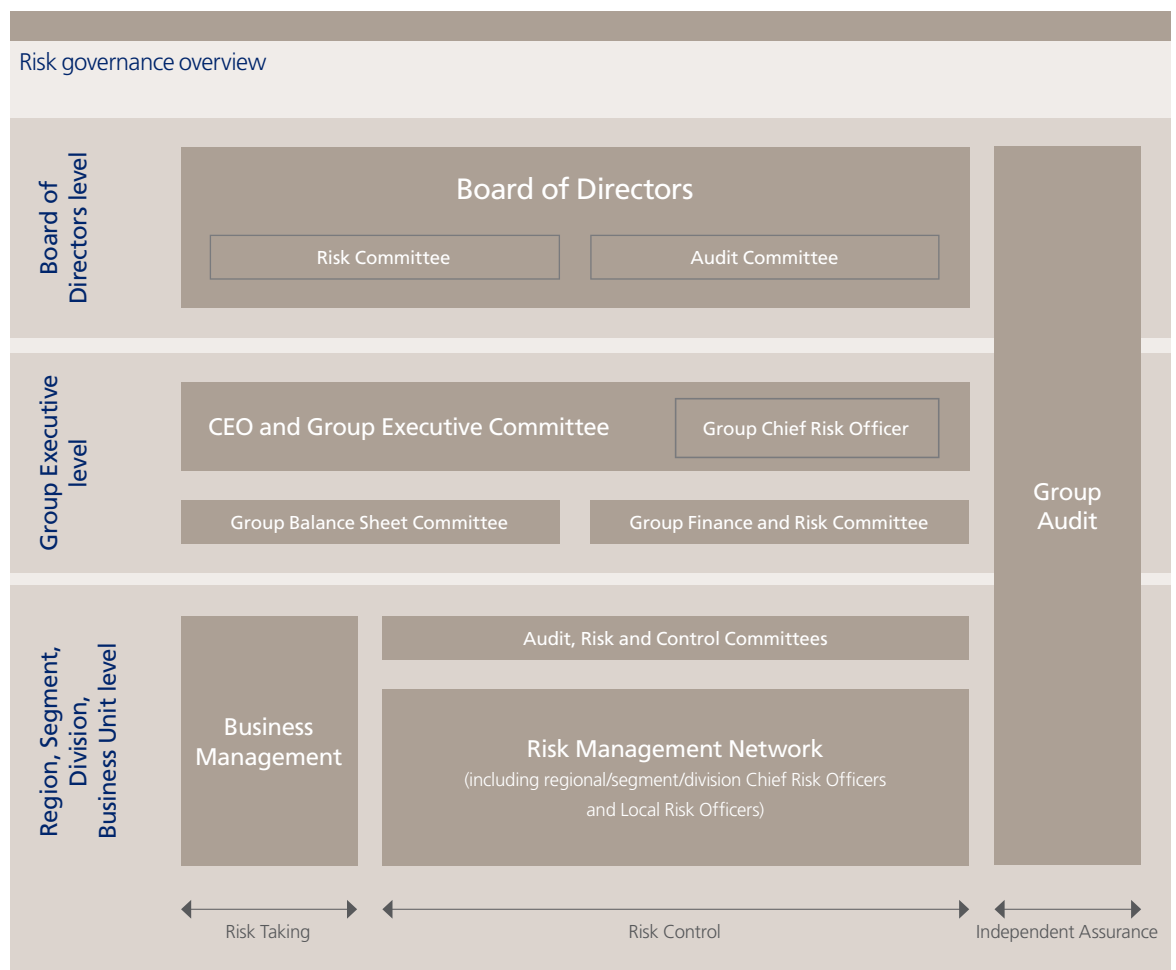 Risk governance overview
Board of
Directors level
Board of Directors
Risk Committee
Audit Committee
Group Executive
level
CEO and Group Executive Committee
Group Chief Risk Officer
Group Balance Sheet Committee
Group Finance and Risk Committee
Group
Audit
Region, Segment,
Division,
Business Unit level
Business
Management
Audit, Risk and Control Committees
Risk Management Network
(including regional/segment/division Chief Risk Officers
and Local Risk Officers)
Risk Taking
Risk Control
Independent Assurance